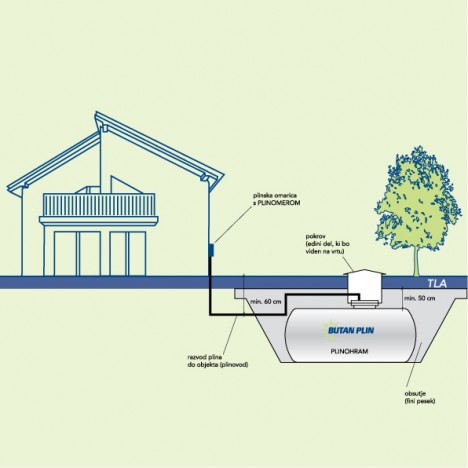 plinska omarica
s PLINOMEROM
pokrov
(edini del, ki bo
viden na vrtu)
TLA
min. 60 cm
min. 50 cm
BUTAN PLIN
PLINOHRAM
razvod plina
do objekta (plinovod)
obsutje
(fini pesek)